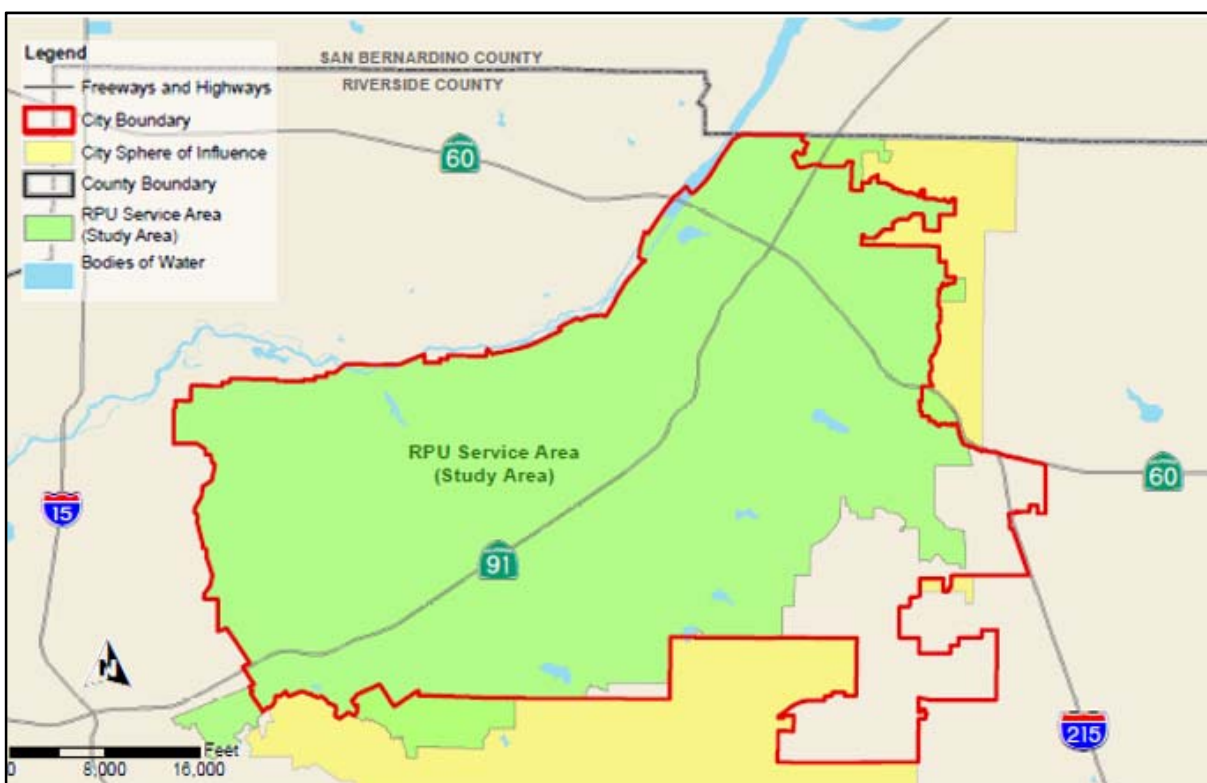 Legend
Freeways and Highways
City Boundary
City Sphere of Influence
County Boundary
RPU Service Area
(Study Area)
Bodies of Water
SAN BERNARDINO COUNTY
RIVERSIDE COUNTY
60
RPU Service Area
(Study Area)
60
15
91
N
215
Feet
0 8,000 16,000